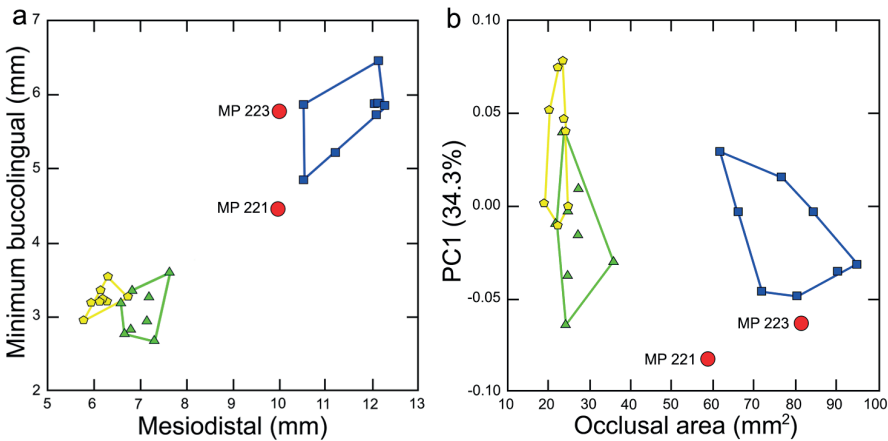 a
7
6
5
4
3
2
Minimum buccolingual (mm)
MP 223
MP 221
5 6 7 8 9 10 11 12 13
Mesiodistal (mm)
b
0.10
0.05
0.00
-0.05
-0.10
PC1 (34.3%)
MP 223
MP 221
10 20 30 40 50 60 70 80 90 100
Occlusal area (mm²)